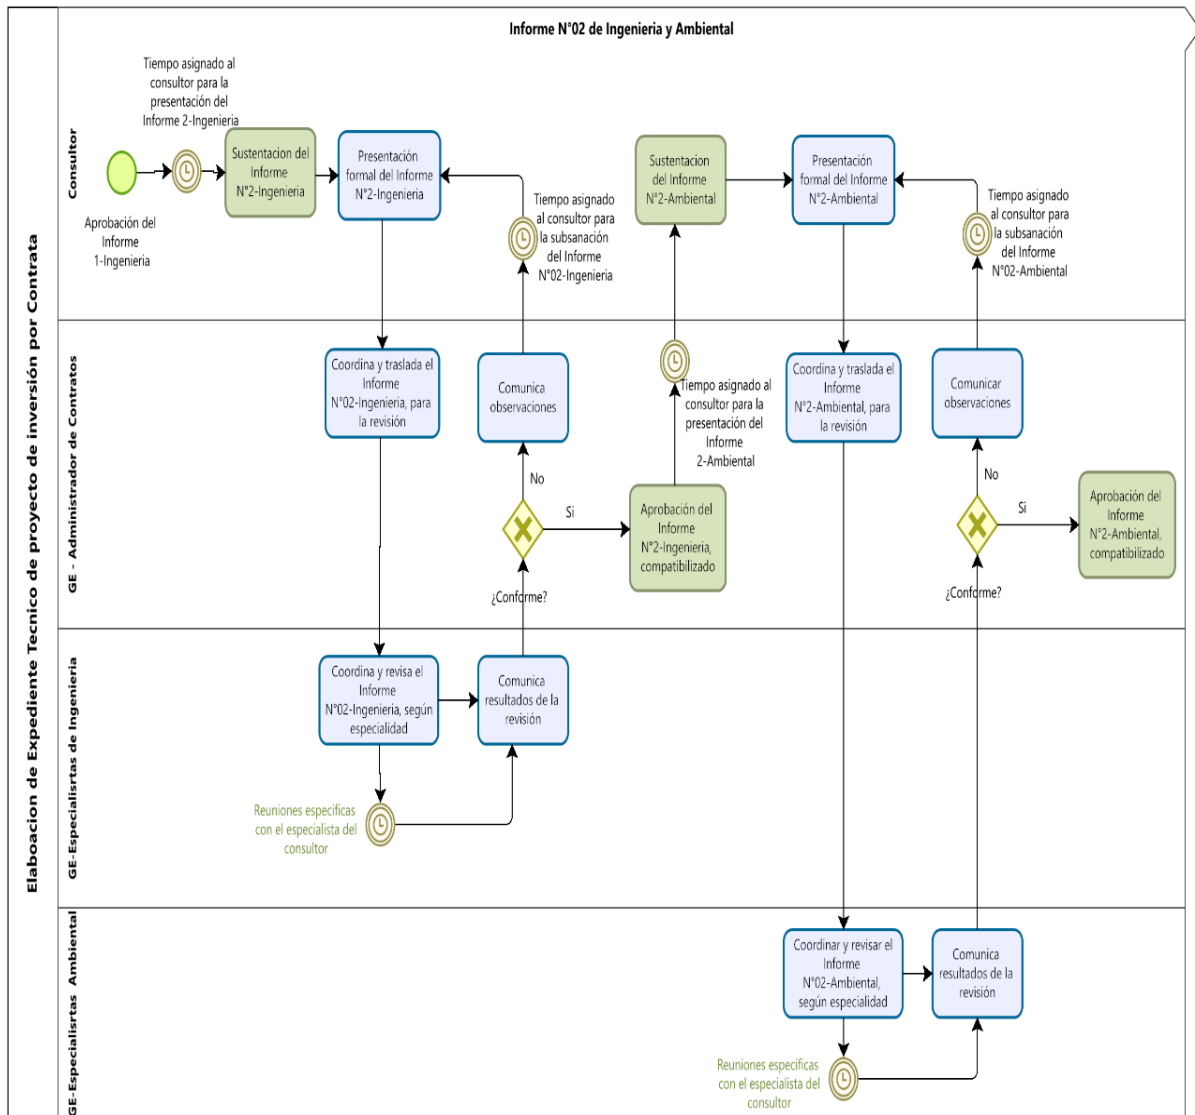 Informe N°02 de Ingenieria y Ambiental
Elaboacion de Expediente Tecnico de proyecto de inversión por Contrata
Consultor
Aprobación del
Informe
1-Ingenieria
Tiempo asignado al
consultor para la
presentación del
Informe 2-Ingenieria
Sustentacion del
Informe
N°2-Ingenieria
Presentación
formal del Informe
N°2-Ingenieria
Tiempo asignado
al consultor para
la subsanación
del Informe
N°02-Ingenieria
Sustentacion
del Informe
N°2-Ambiental
Presentación
formal del Informe
N°2-Ambiental
Tiempo asignado
al consultor para
la subsanación
del Informe
N°02-Ambiental
GE - Administrador de Contratos
Coordina y traslada el
Informe
N°02-Ingenieria, para
la revisión
Comunica
observaciones
No
Si
¿Conforme?
Aprobación del
Informe
N°2-Ingenieria,
compatibilizado
Tiempo asignado al
consultor para la
presentación del
Informe
2-Ambiental
Coordina y traslada el
Informe
N°2-Ambiental, para
la revisión
Comunicar
observaciones
No
Si
¿Conforme?
Aprobación del
Informe
N°2-Ambiental,
compatibilizado
GE-Especialisrtas de Ingenieria
Coordina y revisa el
Informe
N°02-Ingenieria, según
especialidad
Comunica
resultados de la
revisión
Reuniones especificas
con el especialista del
consultor
GE-Especialisrtas Ambiental
Coordinar y revisar el
Informe
N°02-Ambiental,
según especialidad
Comunica
resultados de la
revisión
Reuniones especificas
con el especialista del
consultor